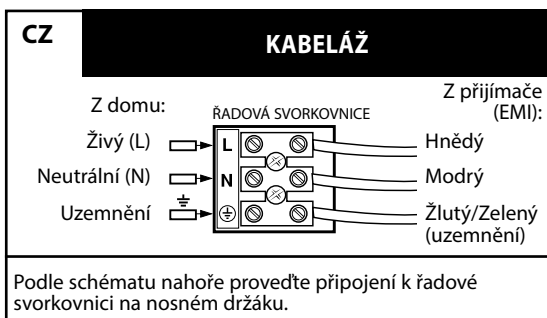 CZ
KABELÁŽ
Z domu:
ŘADOVÁ SVORKOVNICE
Z přijímače
(EMI):
Živý (L)
L
Hnědý
Neutrální (N)
N
Modrý
Uzemnění
Žlutý/Zelený
(uzemnění)
Podle schématu nahoře proveďte připojení k řadové
svorkovnici na nosném držáku.